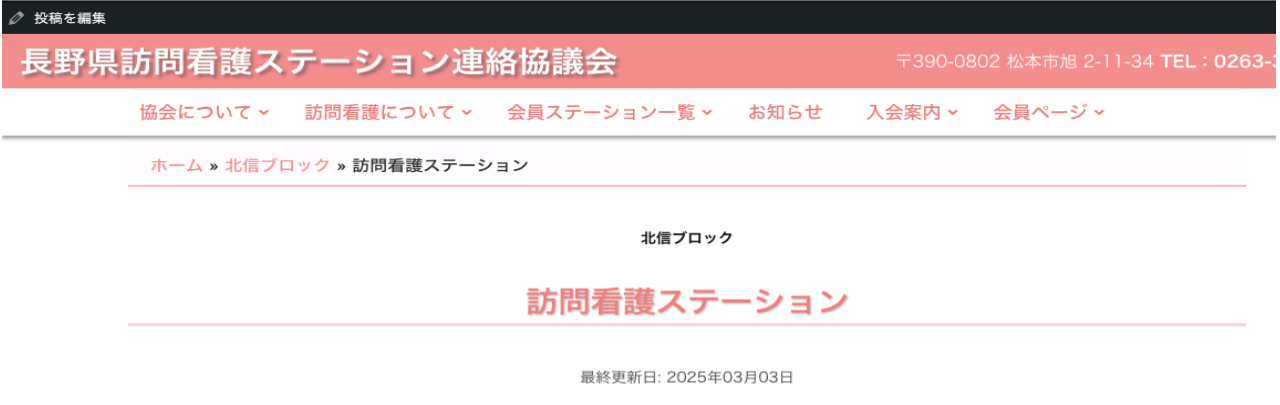 投稿を編集
長野県訪問看護ステーション連絡協議会 〒390-0802 松本市旭 2-11-34 TEL：0263-
協会について 訪問看護について 会員ステーション一覧 お知らせ 入会案内 会員ページ
ホーム » 北信ブロック » 訪問看護ステーション
北信ブロック
訪問看護ステーション
最終更新日: 2025年03月03日